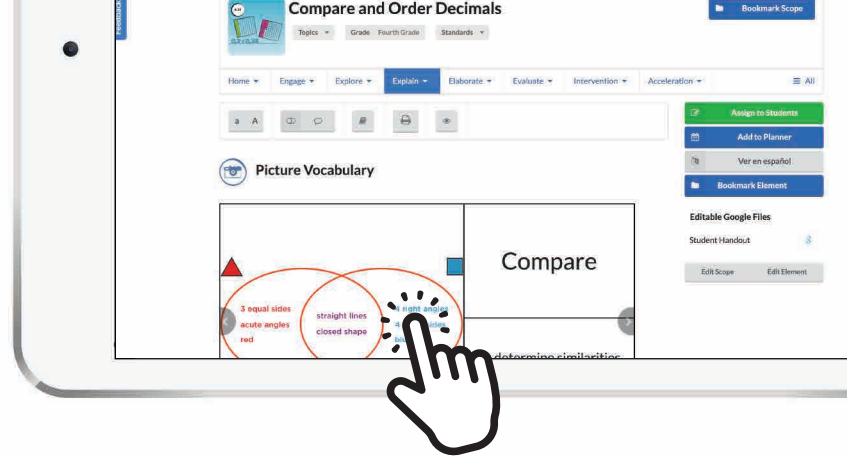 Feedback
Compare and Order Decimals
Bookmark Scope
Topics Grade Fourth Grade Standards
Home Engage Explore Explain Elaborate Evaluate Intervention Acceleration All
a A
Assign to Students
Add to Planner
Ver en español
Bookmark Element
Picture Vocabulary
Editable Google Files
Student Handout
Edit Scope Edit Element
Compare
3 equal sides
acute angles
red
straight lines
closed shape
4 right angles
4 sides
determine similarities